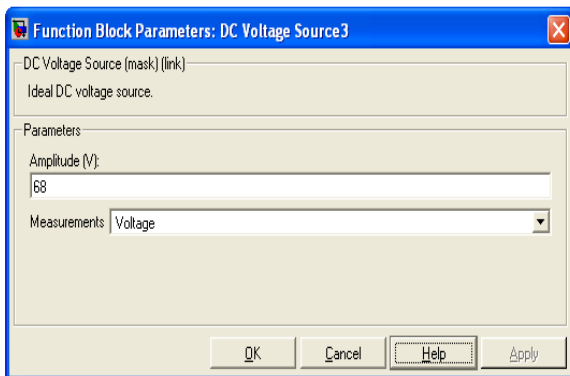 Function Block Parameters: DC Voltage Source3
DC Voltage Source (mask) (link)
Ideal DC voltage source.
Parameters
Amplitude (V):
68
Measurements Voltage
OK Cancel Help Apply